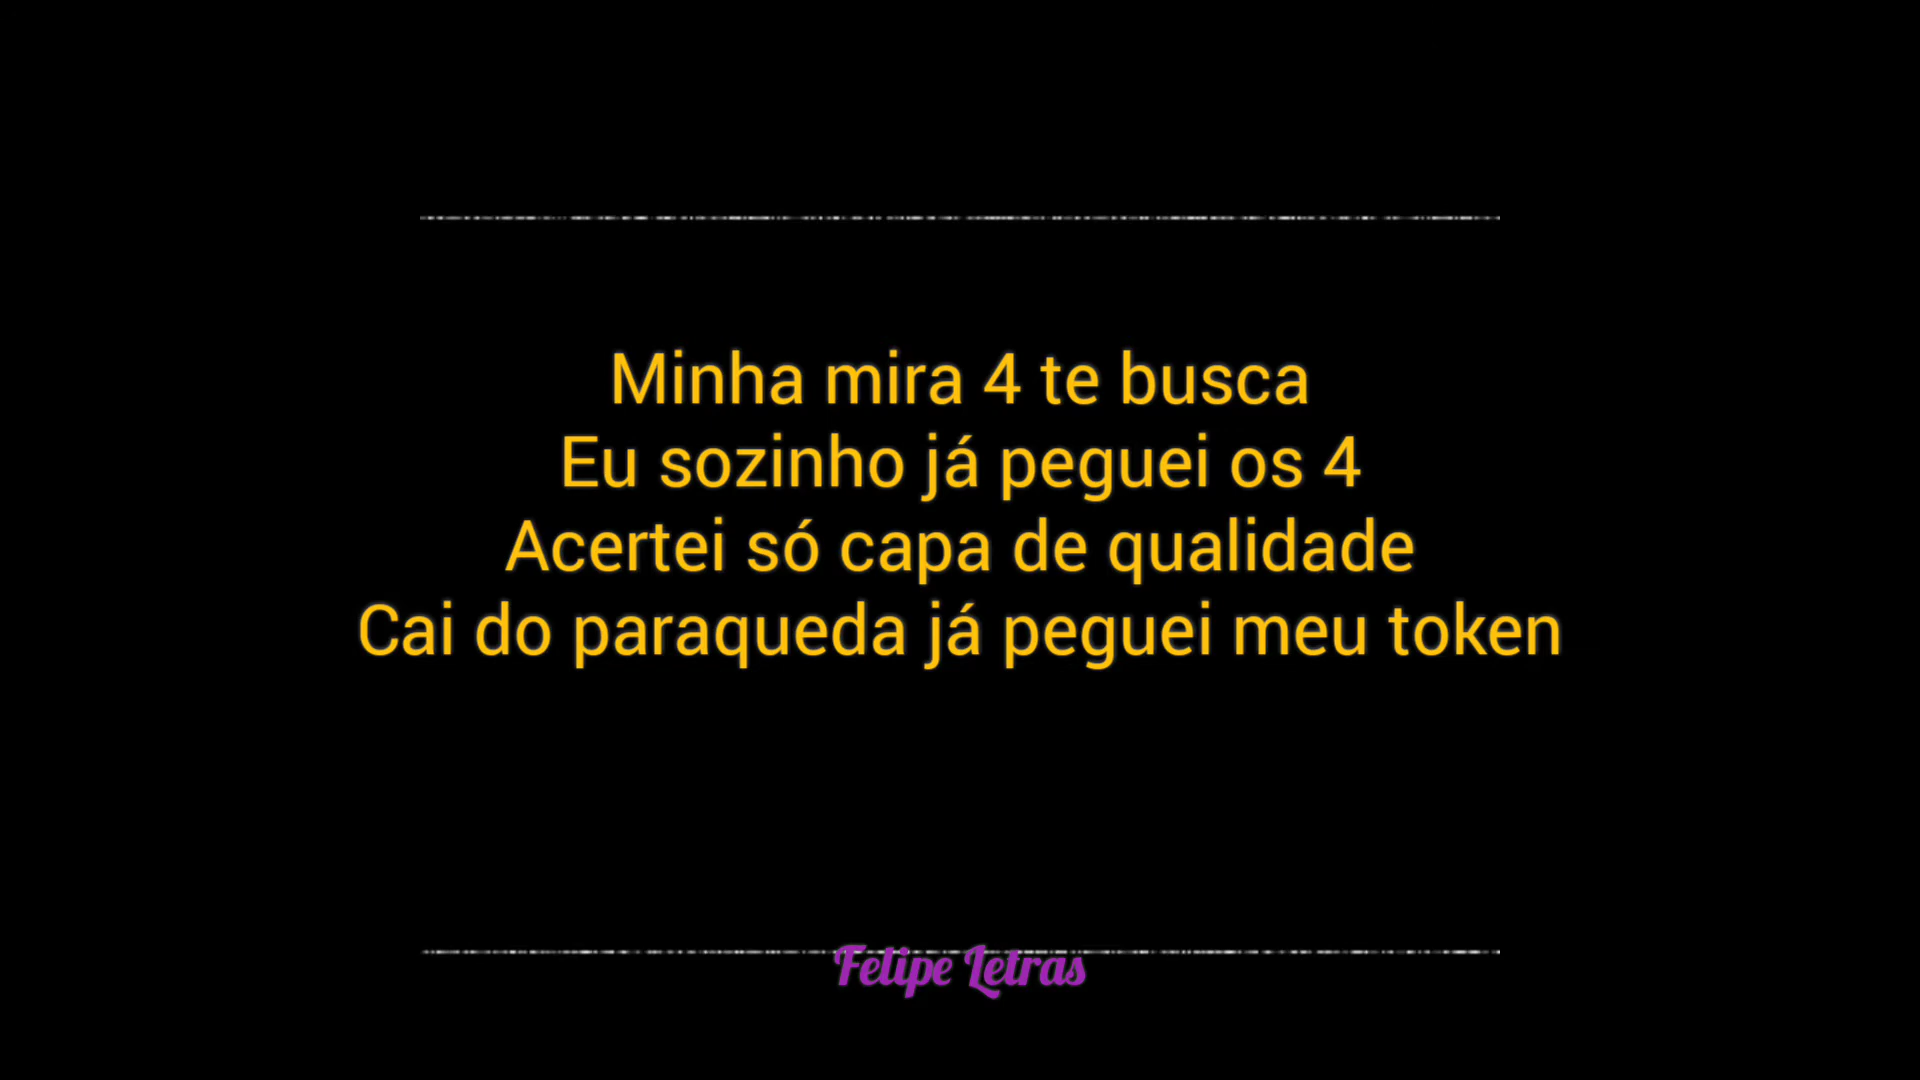 Minha mira 4 te busca
Eu sozinho já peguei os 4
Acertei só capa de qualidade
Cai do paraqueda já peguei meu token
Felipe Letras